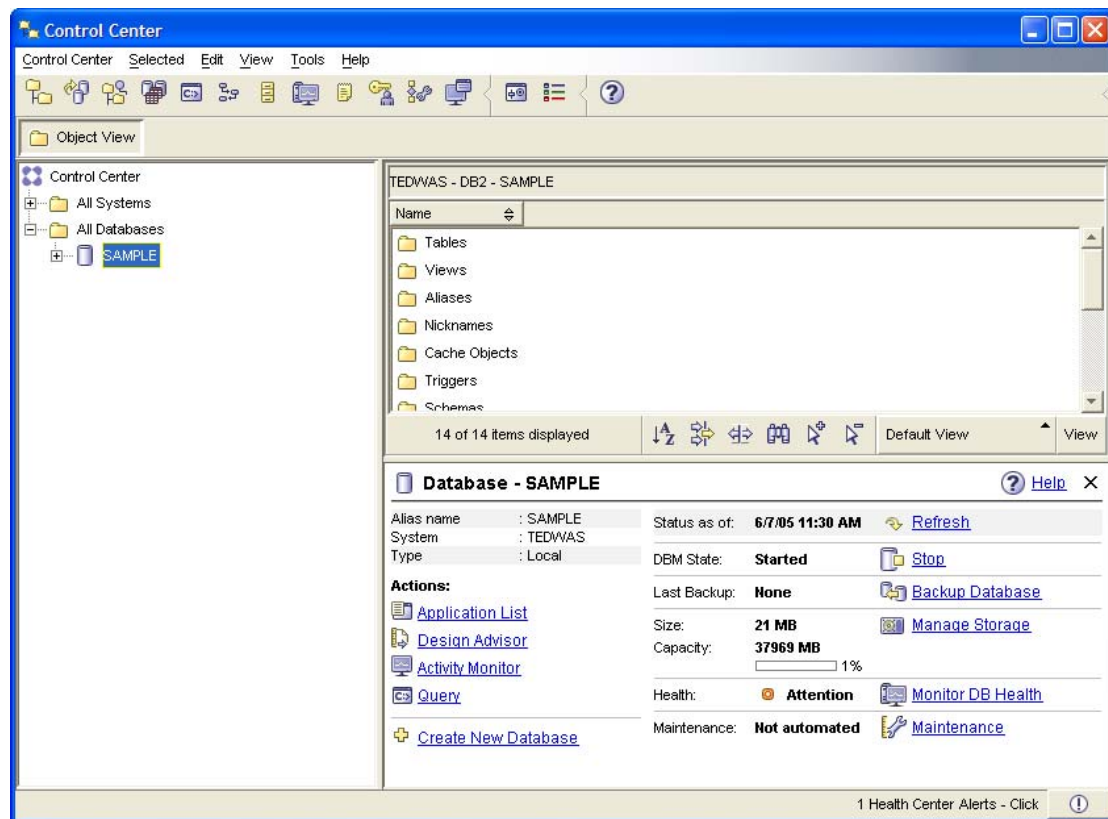 Control Center
Control Center Selected Edit View Tools Help
Object View
Control Center
All Systems
All Databases
SAMPLE
TEDWAS - DB2 - SAMPLE
Name
Tables
Views
Aliases
Nicknames
Cache Objects
Triggers
Schemas
14 of 14 items displayed
Default View
View
Database - SAMPLE
Help
Alias name : SAMPLE
System : TEDWAS
Type : Local
Actions:
Application List
Design Advisor
Activity Monitor
Query
Create New Database
Status as of: 6/7/05 11:30 AM Refresh
DBM State: Started Stop
Last Backup: None Backup Database
Size: 21 MB Manage Storage
Capacity: 37969 MB
1%
Health: Attention Monitor DB Health
Maintenance: Not automated Maintenance
1 Health Center Alerts - Click